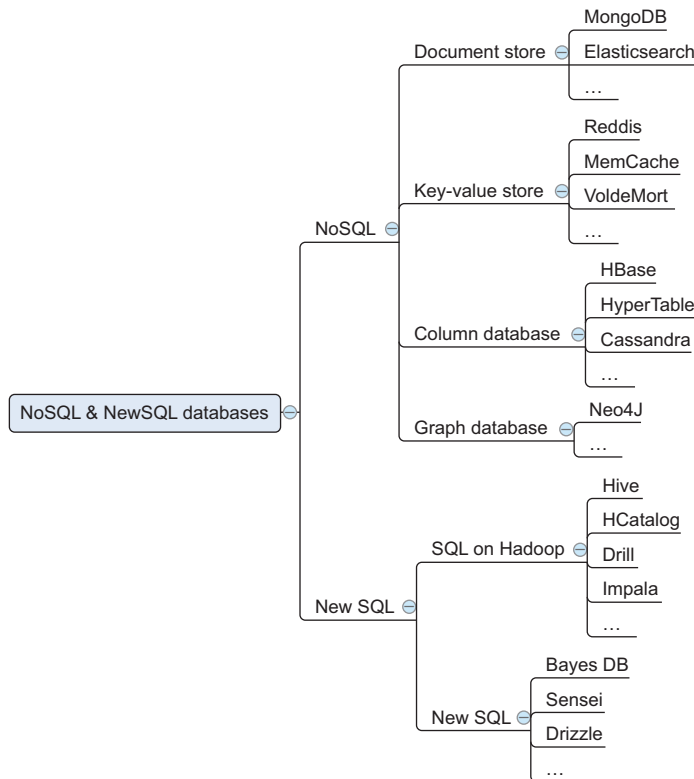 MongoDB
Document store
Elasticsearch
...
Reddis
MemCache
Key-value store
VoldeMort
...
NoSQL
HBase
HyperTable
Column database
Cassandra
...
NoSQL & NewSQL databases
Neo4J
Graph database
...
Hive
HCatalog
SQL on Hadoop
Drill
Impala
New SQL
...
Bayes DB
Sensei
New SQL
Drizzle
...